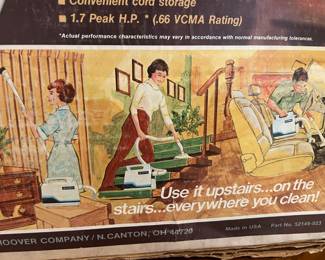 Convenient cord storage
1.7 Peak H.P. * (.66 VCMA Rating)
*Actual performance characteristics may vary in accordance with normal manufacturing tolerances.
Use it upstairs...on the
stairs...everywhere you clean!
HOOVER COMPANY / N. CANTON, OH 44720
Made in USA
Part No. 52149-023